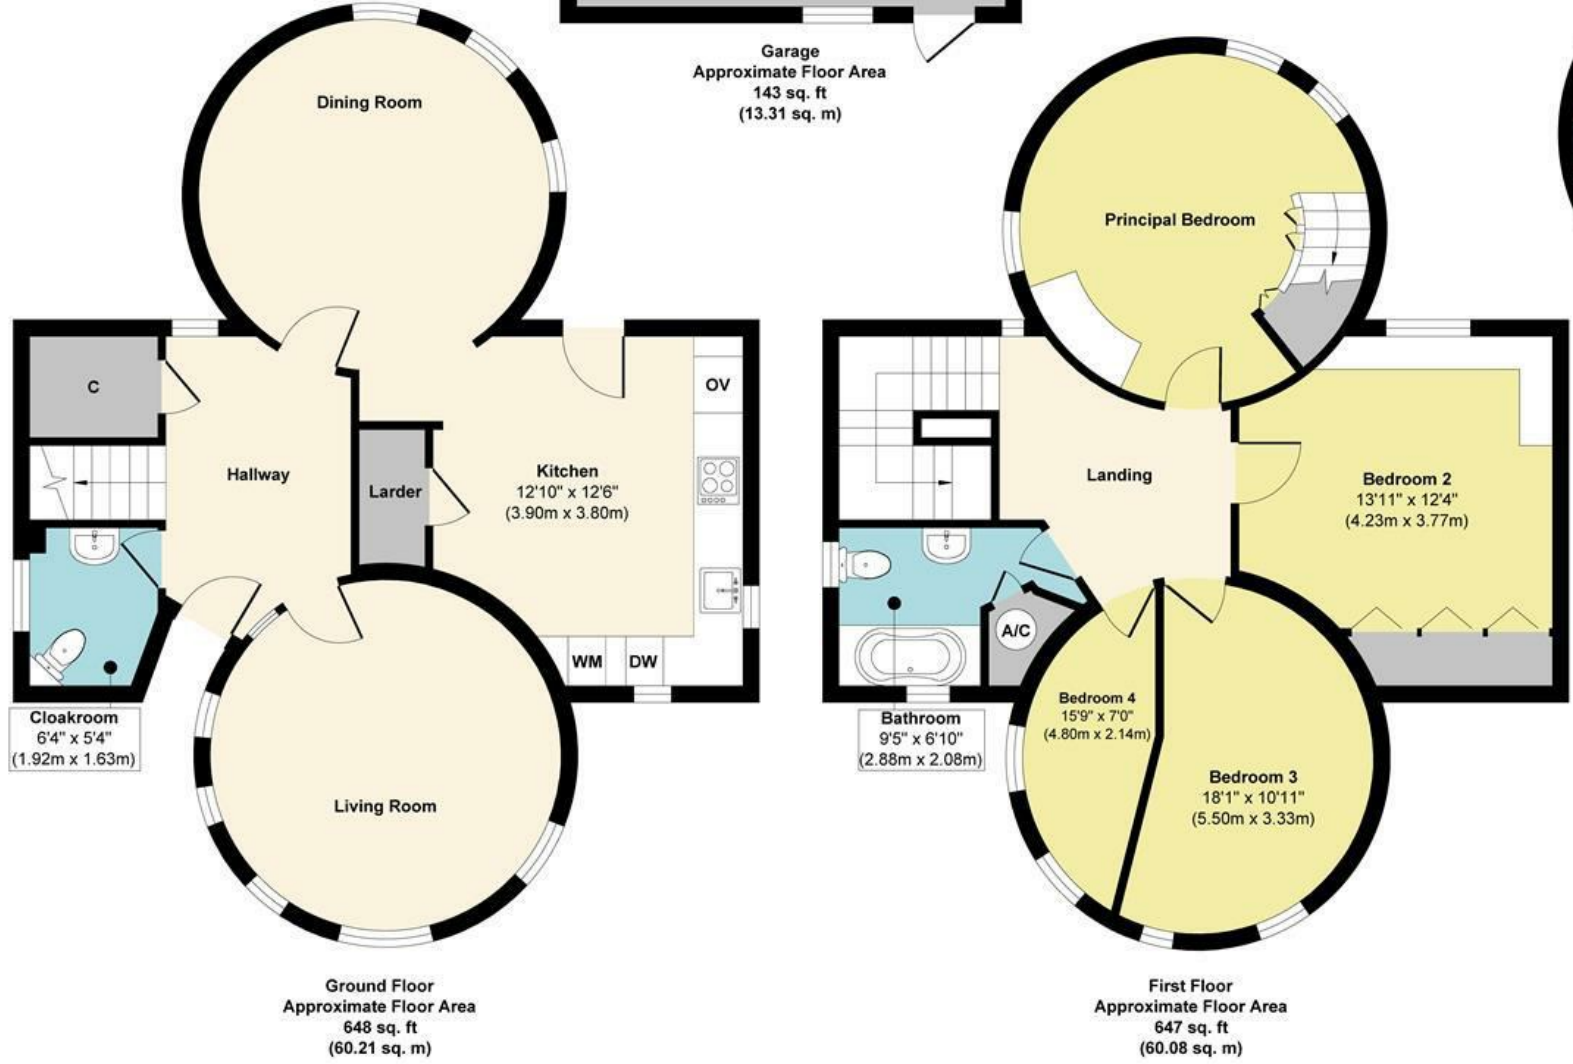 Garage
Approximate Floor Area
143 sq. ft
(13.31 sq. m)
Dining Room
C
Hallway
Larder
Kitchen
12'10" x 12'6"
(3.90m x 3.80m)
OV
WM
DW
Cloakroom
6'4" x 5'4"
(1.92m x 1.63m)
Living Room
Ground Floor
Approximate Floor Area
648 sq. ft
(60.21 sq. m)
Principal Bedroom
Landing
Bedroom 2
13'11" x 12'4"
(4.23m x 3.77m)
A/C
Bathroom
9'5" x 6'10"
(2.88m x 2.08m)
Bedroom 4
15'9" x 7'0"
(4.80m x 2.14m)
Bedroom 3
18'1" x 10'11"
(5.50m x 3.33m)
First Floor
Approximate Floor Area
647 sq. ft
(60.08 sq. m)